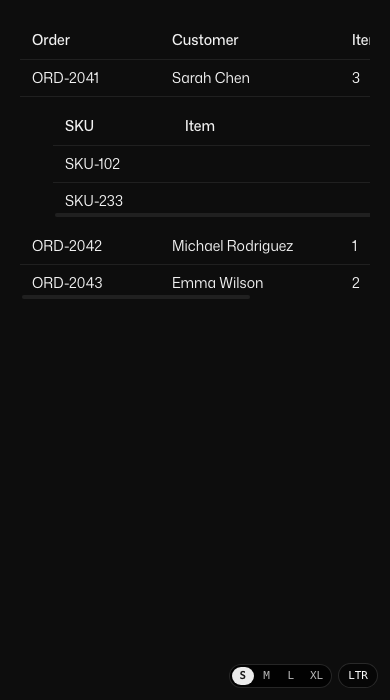 Order Customer Ite
ORD-2041 Sarah Chen 3
SKU Item
SKU-102
SKU-233
ORD-2042 Michael Rodriguez 1
ORD-2043 Emma Wilson 2
S M L XL LTR